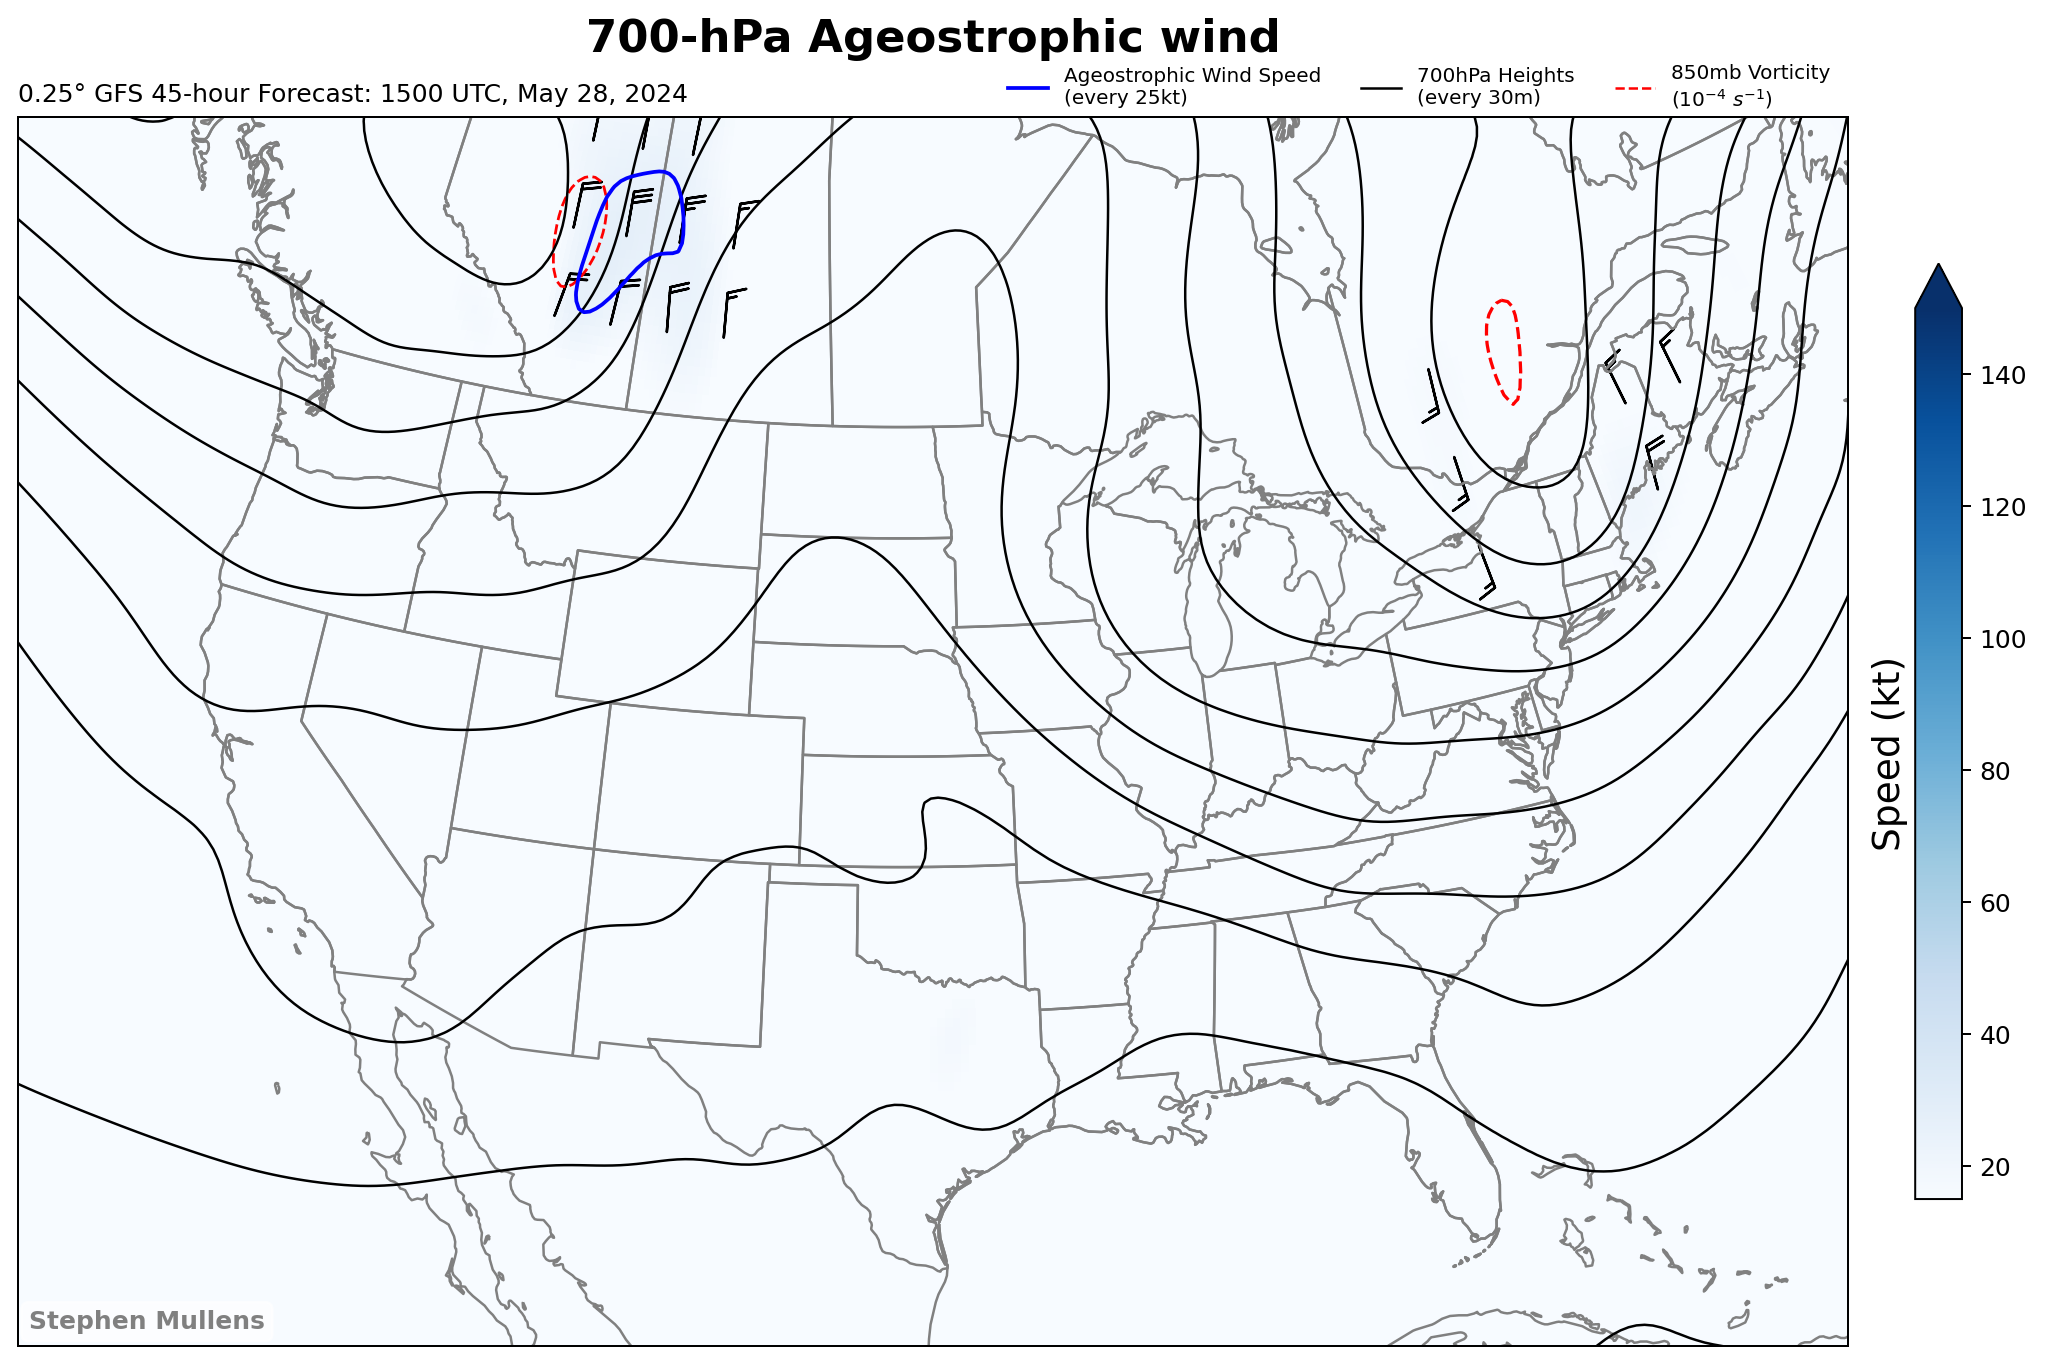 700-hPa Ageostrophic wind
0.25° GFS 45-hour Forecast: 1500 UTC, May 28, 2024
Ageostrophic Wind Speed
(every 25kt)
700hPa Heights
(every 30m)
850mb Vorticity
(10⁻⁴ s⁻¹)
140
120
100
80
60
40
20
Speed (kt)
Stephen Mullens